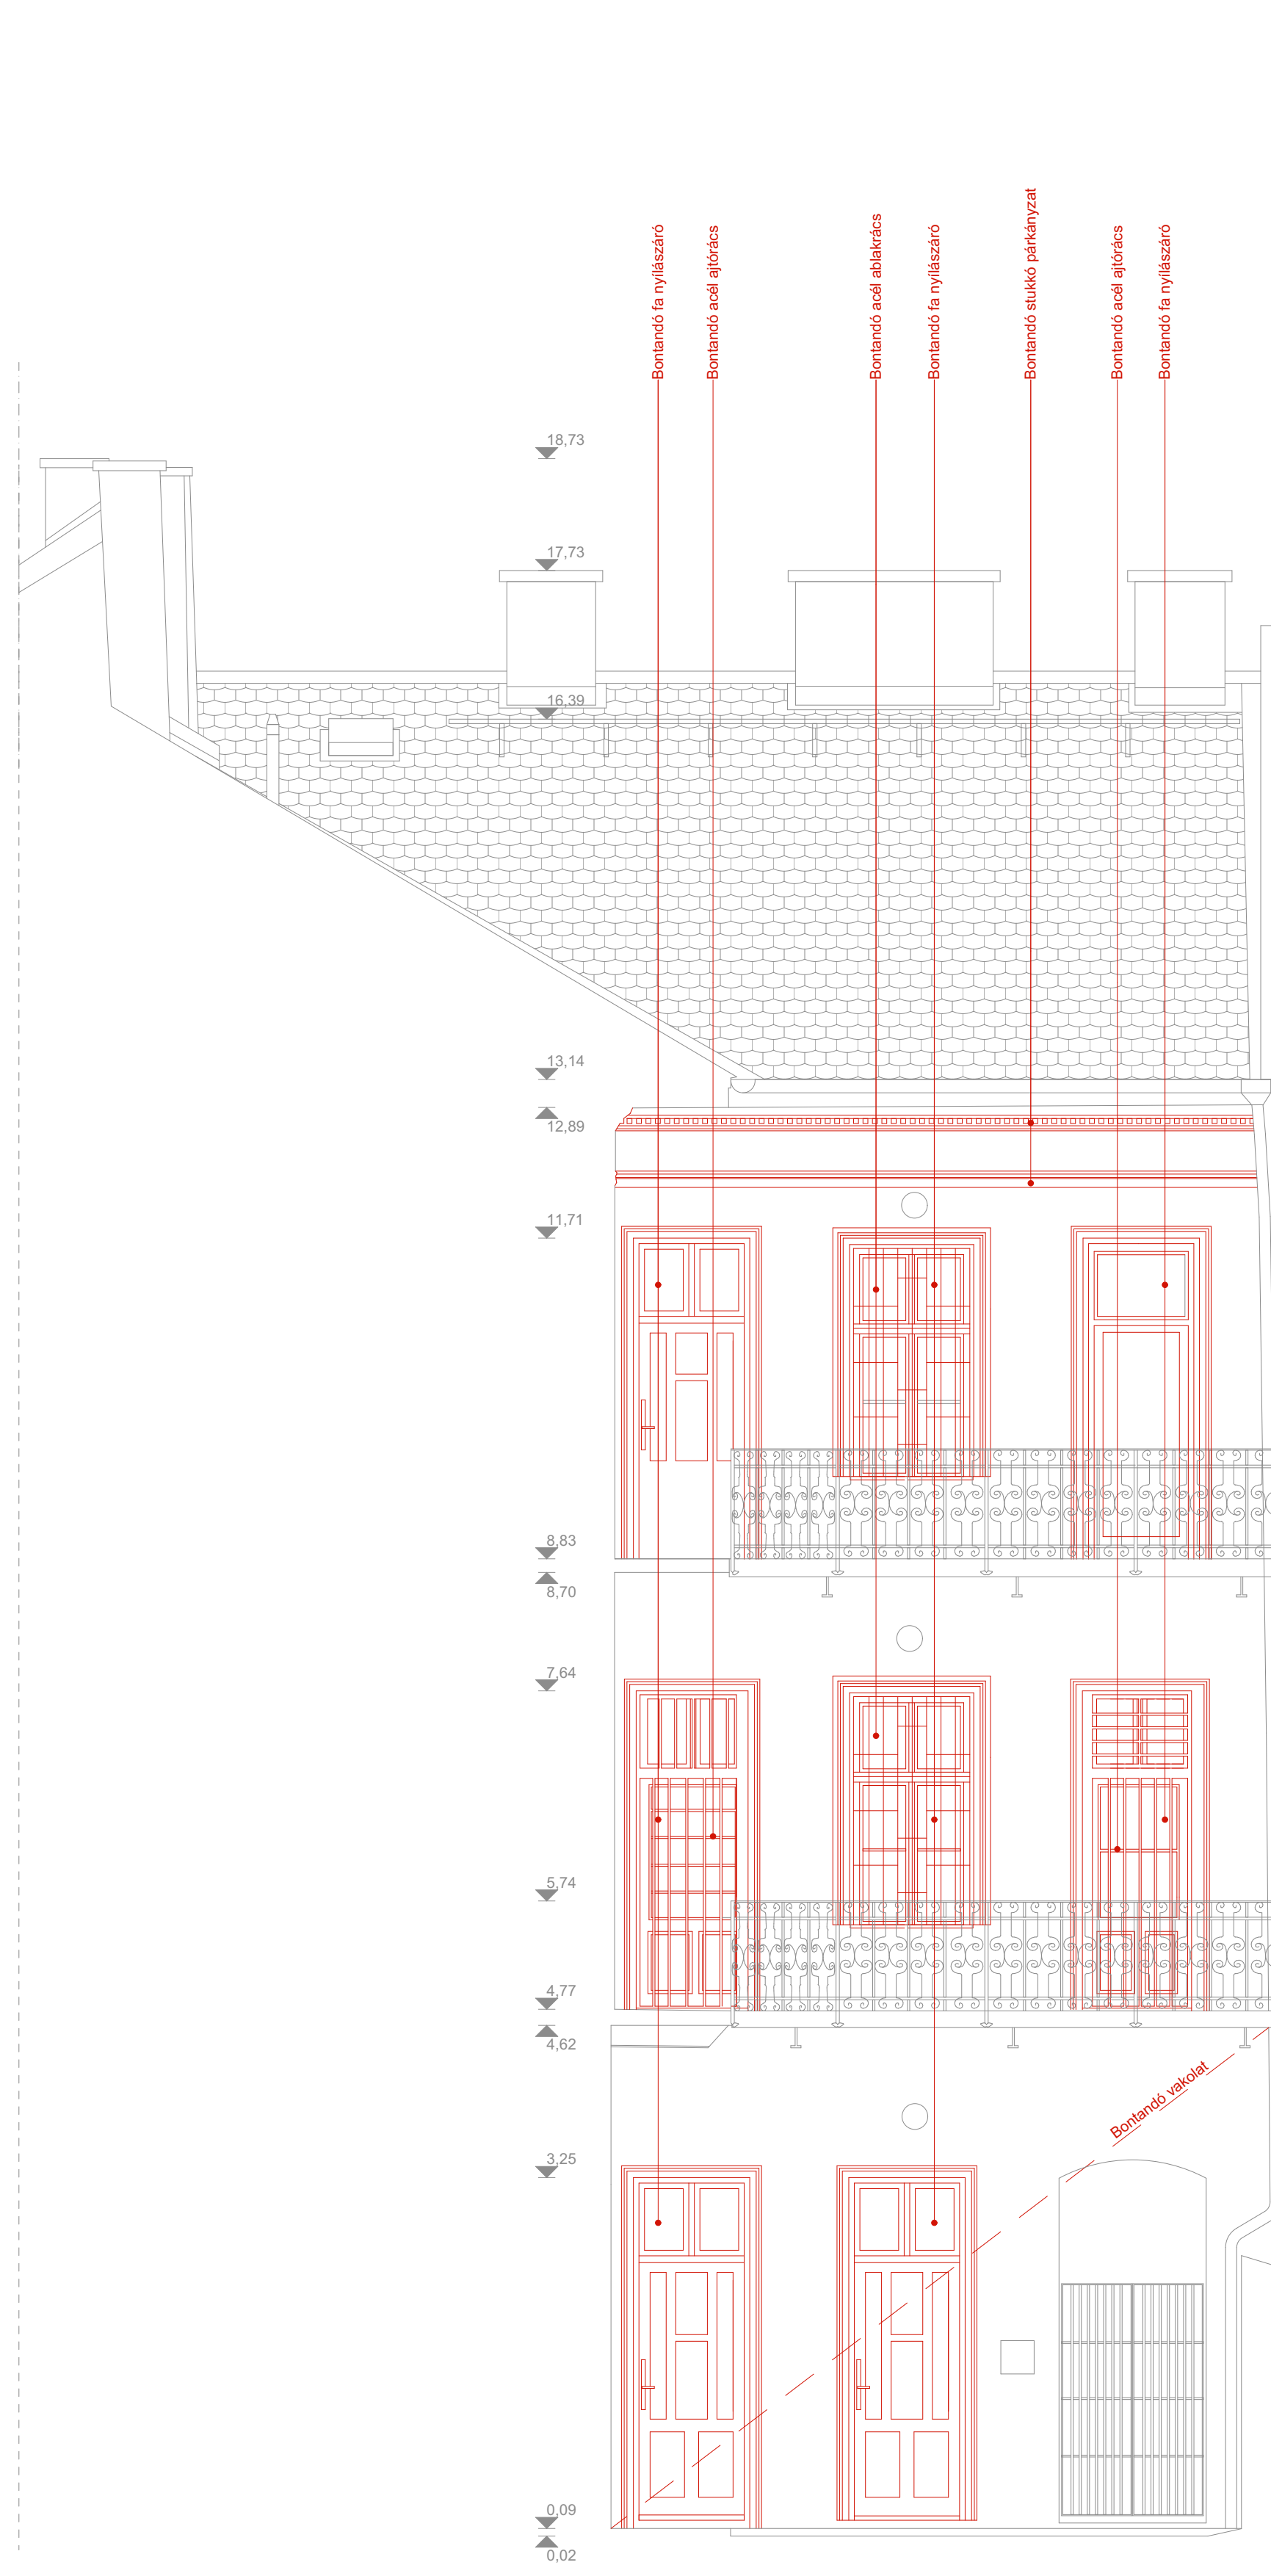 Bontandó fa nyílászáró
Bontandó acél ajtórács
Bontandó acél ablakrács
Bontandó fa nyílászáró
Bontandó stukkó párkányzat
Bontandó acél ajtórács
Bontandó fa nyílászáró
18,73
17,73
16,39
13,14
12,89
11,71
8,83
8,70
7,64
5,74
4,77
4,62
Bontandó vakolat
3,25
0,09
0,02